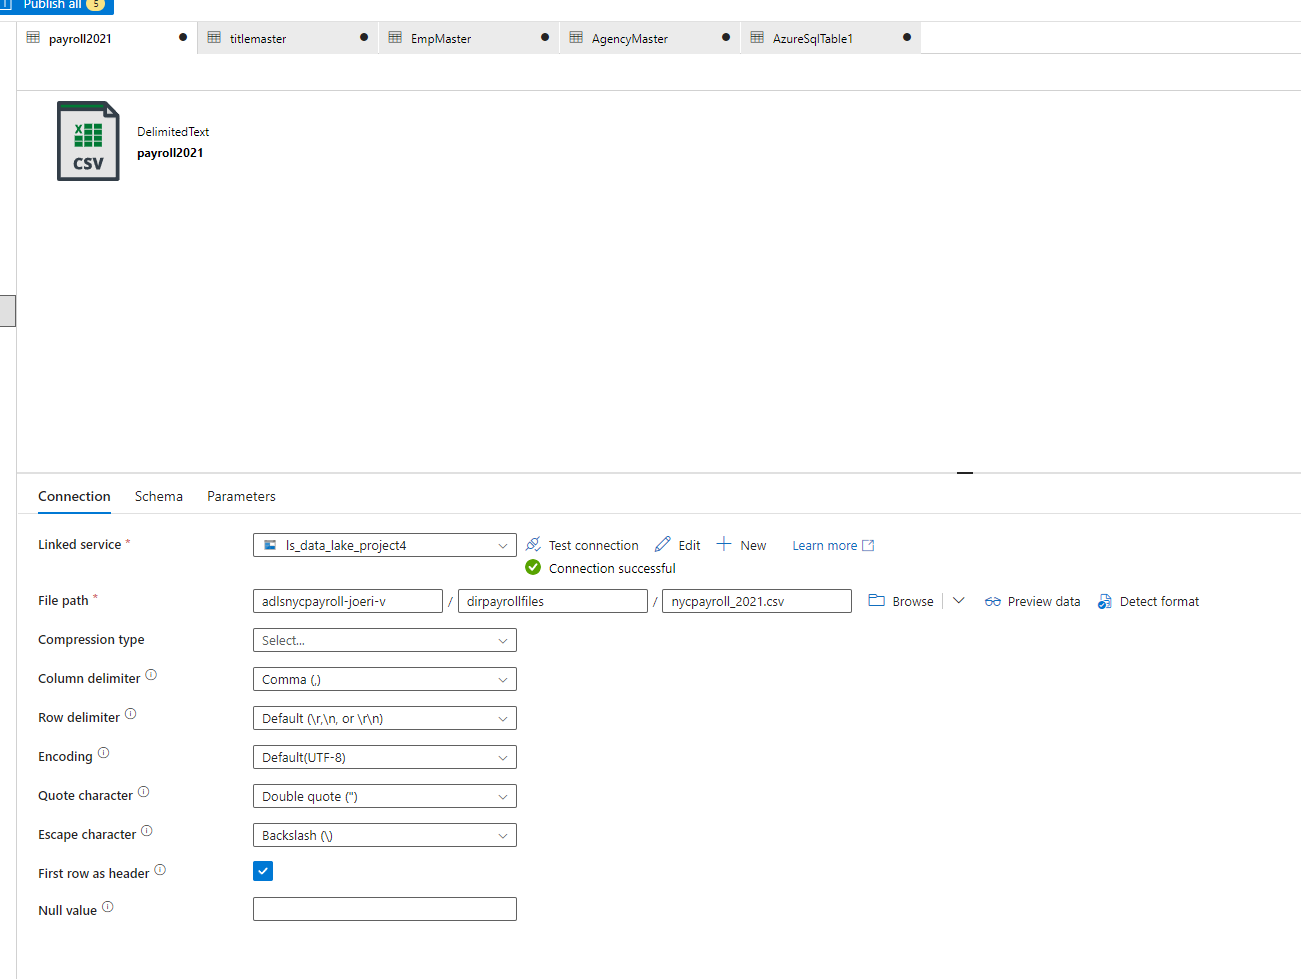 Publish all 5
payroll2021 titlemaster EmpMaster AgencyMaster AzureSqlTable1
X
CSV
DelimitedText
payroll2021
Connection Schema Parameters
Linked service * ls_data_lake_project4 Test connection Edit New Learn more
Connection successful
File path * adlsnycpayroll-joeri-v / dirpayrollfiles / nycpayroll_2021.csv Browse Preview data Detect format
Compression type Select...
Column delimiter Comma (,)
Row delimiter Default (\r,\n, or \r\n)
Encoding Default(UTF-8)
Quote character Double quote (")
Escape character Backslash (\)
First row as header
Null value